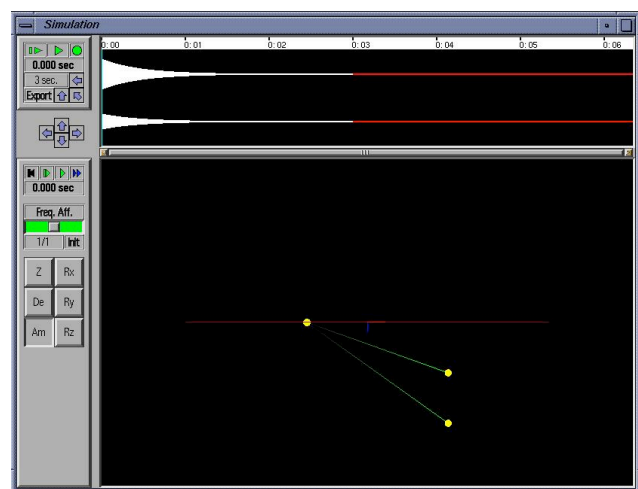 Simulation
0:00 0:01 0:02 0:03 0:04 0:05 0:06
0.000 sec
3 sec.
Export
0.000 sec
Freq. Aff.
1/1 Init
Z Rx
De Ry
Am Rz